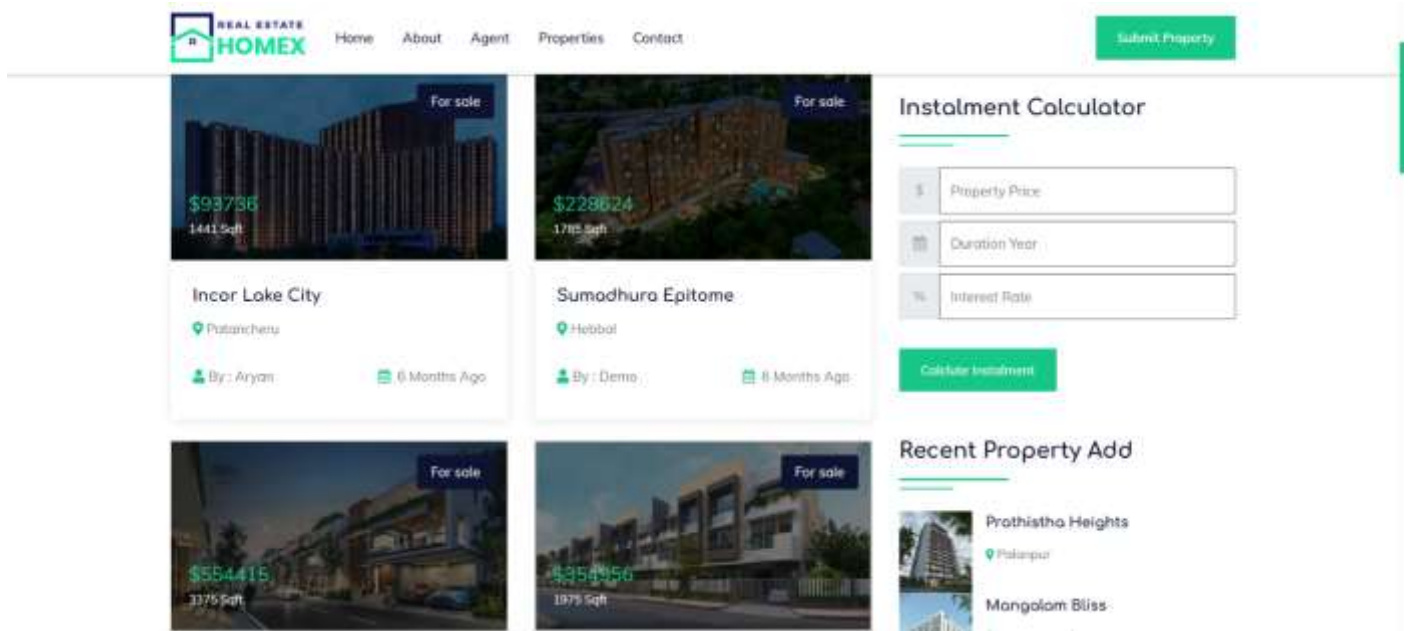 REAL ESTATE
HOMEX
Home
About
Agent
Properties
Contact
Submit Property
For sale
$93736
1441 Sqft
Incor Lake City
Patancheru
By : Aryan
6 Months Ago
For sale
$228624
1785 Sqft
Sumadhura Epitome
Hebbal
By : Demo
6 Months Ago
For sale
$554415
3375 Sqft
For sale
$354956
1975 Sqft
Instalment Calculator
$
Property Price
Duration Year
%
Interest Rate
Calclute Instalment
Recent Property Add
Prathistha Heights
Palanpur
Mangalam Bliss